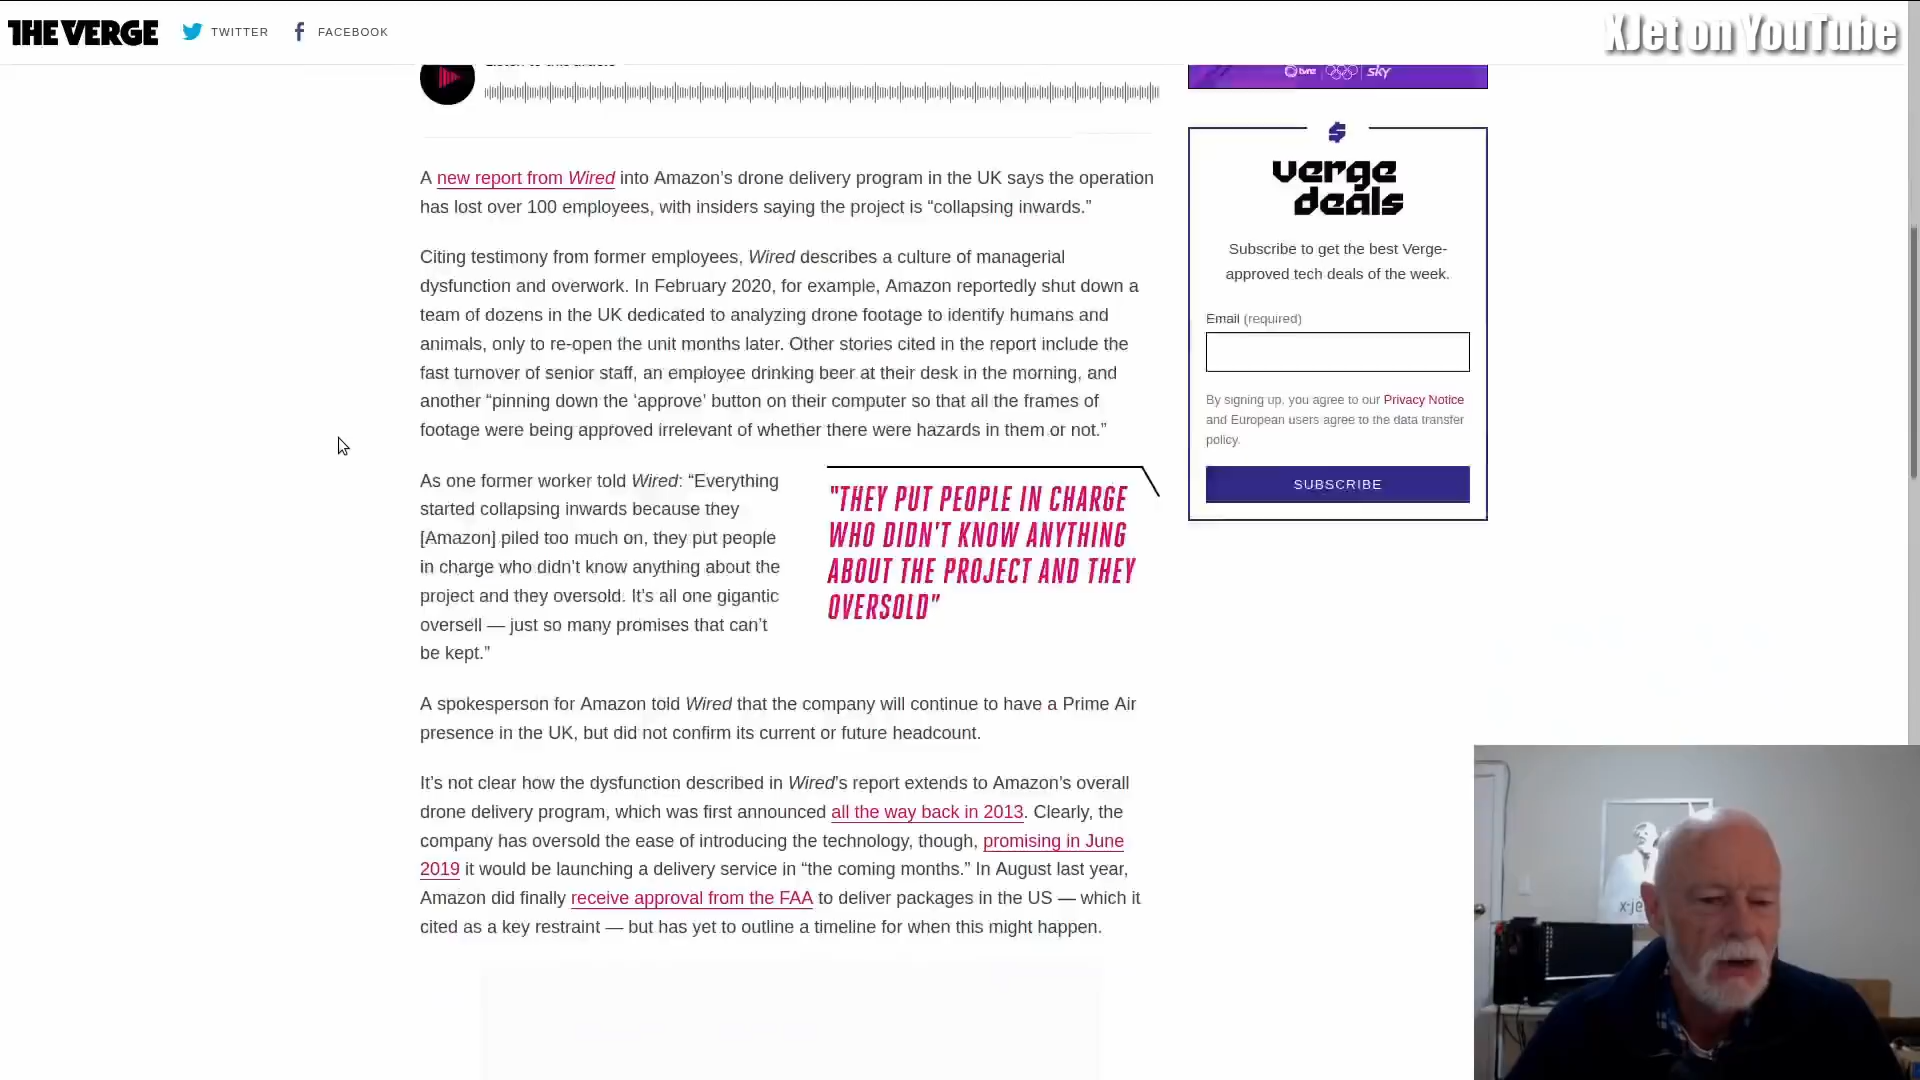 THE VERGE
TWITTER
FACEBOOK
XJet on YouTube
Listen to this article
tvnz
sky
A new report from Wired into Amazon’s drone delivery program in the UK says the operation
has lost over 100 employees, with insiders saying the project is “collapsing inwards.”
Citing testimony from former employees, Wired describes a culture of managerial
dysfunction and overwork. In February 2020, for example, Amazon reportedly shut down a
team of dozens in the UK dedicated to analyzing drone footage to identify humans and
animals, only to re-open the unit months later. Other stories cited in the report include the
fast turnover of senior staff, an employee drinking beer at their desk in the morning, and
another “pinning down the ‘approve’ button on their computer so that all the frames of
footage were being approved irrelevant of whether there were hazards in them or not.”
As one former worker told Wired: “Everything
started collapsing inwards because they
[Amazon] piled too much on, they put people
in charge who didn’t know anything about the
project and they oversold. It’s all one gigantic
oversell — just so many promises that can’t
be kept.”
"THEY PUT PEOPLE IN CHARGE
WHO DIDN'T KNOW ANYTHING
ABOUT THE PROJECT AND THEY
OVERSOLD"
A spokesperson for Amazon told Wired that the company will continue to have a Prime Air
presence in the UK, but did not confirm its current or future headcount.
It’s not clear how the dysfunction described in Wired’s report extends to Amazon’s overall
drone delivery program, which was first announced all the way back in 2013. Clearly, the
company has oversold the ease of introducing the technology, though, promising in June
2019 it would be launching a delivery service in “the coming months.” In August last year,
Amazon did finally receive approval from the FAA to deliver packages in the US — which it
cited as a key restraint — but has yet to outline a timeline for when this might happen.
verge
deals
Subscribe to get the best Verge-
approved tech deals of the week.
Email (required)
By signing up, you agree to our Privacy Notice
and European users agree to the data transfer
policy.
SUBSCRIBE
x-je